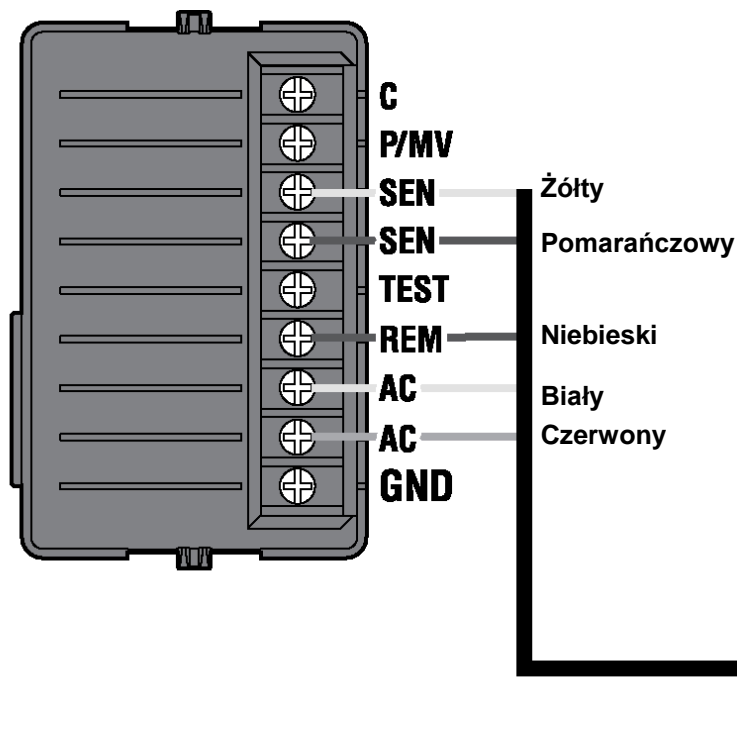 C
P/MV
SEN Żółty
SEN Pomarańczowy
TEST
REM Niebieski
AC Biały
AC Czerwony
GND